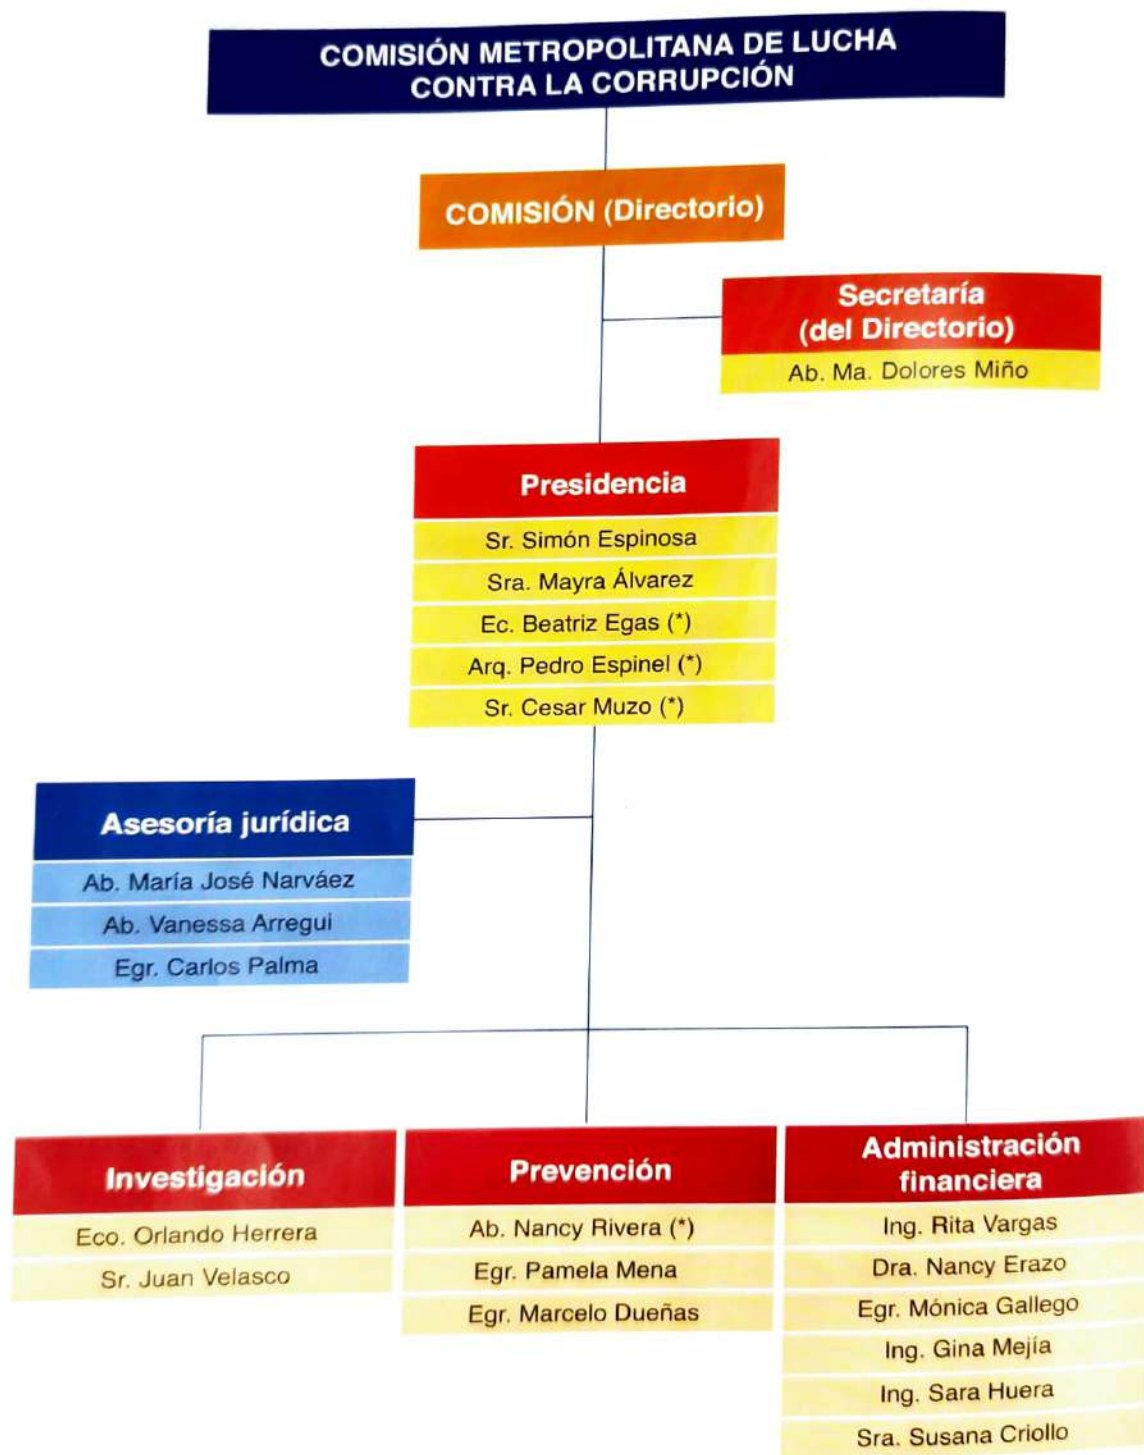 COMISIÓN METROPOLITANA DE LUCHA
CONTRA LA CORRUPCIÓN
COMISIÓN (Directorio)
Secretaría
(del Directorio)
Ab. Ma. Dolores Miño
Presidencia
Sr. Simón Espinosa
Sra. Mayra Álvarez
Ec. Beatriz Egas (*)
Arq. Pedro Espinel (*)
Sr. Cesar Muzo (*)
Asesoría jurídica
Ab. María José Narváez
Ab. Vanessa Arregui
Egr. Carlos Palma
Investigación
Eco. Orlando Herrera
Sr. Juan Velasco
Prevención
Ab. Nancy Rivera (*)
Egr. Pamela Mena
Egr. Marcelo Dueñas
Administración
financiera
Ing. Rita Vargas
Dra. Nancy Erazo
Egr. Mónica Gallego
Ing. Gina Mejía
Ing. Sara Huera
Sra. Susana Criollo